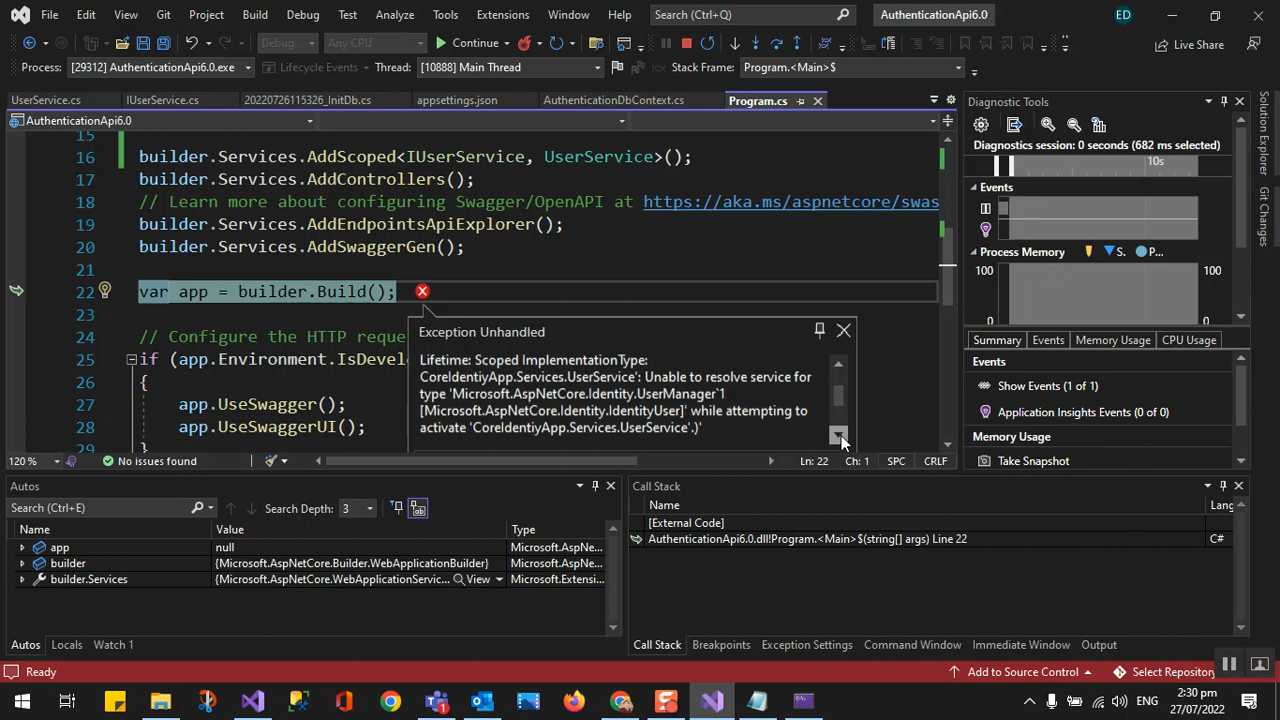 File Edit View Git Project Build Debug Test Analyze Tools Extensions Window Help Search (Ctrl+Q) AuthenticationApi6.0 ED
Debug Any CPU Continue Live Share
Process: [29312] AuthenticationApi6.0.exe Lifecycle Events Thread: [10888] Main Thread Stack Frame: Program.<Main>$
UserService.cs IUserService.cs 20220726115326_InitDb.cs appsettings.json AuthenticationDbContext.cs Program.cs
AuthenticationApi6.0
15
16 builder.Services.AddScoped<IUserService, UserService>();
17 builder.Services.AddControllers();
18 // Learn more about configuring Swagger/OpenAPI at https://aka.ms/aspnetcore/swas
19 builder.Services.AddEndpointsApiExplorer();
20 builder.Services.AddSwaggerGen();
21
22 var app = builder.Build();
23
24 // Configure the HTTP reque
25 if (app.Environment.IsDevel
26 {
27 app.UseSwagger();
28 app.UseSwaggerUI();
29 }
Exception Unhandled
Lifetime: Scoped ImplementationType:
CoreIdentiyApp.Services.UserService': Unable to resolve service for
type 'Microsoft.AspNetCore.Identity.UserManager`1
[Microsoft.AspNetCore.Identity.IdentityUser]' while attempting to
activate 'CoreIdentiyApp.Services.UserService'.)'
120 % No issues found Ln: 22 Ch: 1 SPC CRLF
Diagnostic Tools
Diagnostics session: 0 seconds (682 ms selected)
10s
Events
Process Memory S. P...
100 100
0 0
Summary Events Memory Usage CPU Usage
Events
Show Events (1 of 1)
Application Insights Events (0 of 0)
Memory Usage
Take Snapshot
Solution Explorer
Team Explorer
Autos
Search (Ctrl+E) Search Depth: 3
Name Value Type
app null Microsoft.AspNe...
builder {Microsoft.AspNetCore.Builder.WebApplicationBuilder} Microsoft.AspNe...
builder.Services {Microsoft.AspNetCore.WebApplicationServic... View Microsoft.Extensi...
Autos Locals Watch 1
Call Stack
Name Lang
[External Code]
AuthenticationApi6.0.dll!Program.<Main>$(string[] args) Line 22 C#
Call Stack Breakpoints Exception Settings Command Window Immediate Window Output
Ready Add to Source Control Select Repository
ENG 2:30 pm
27/07/2022